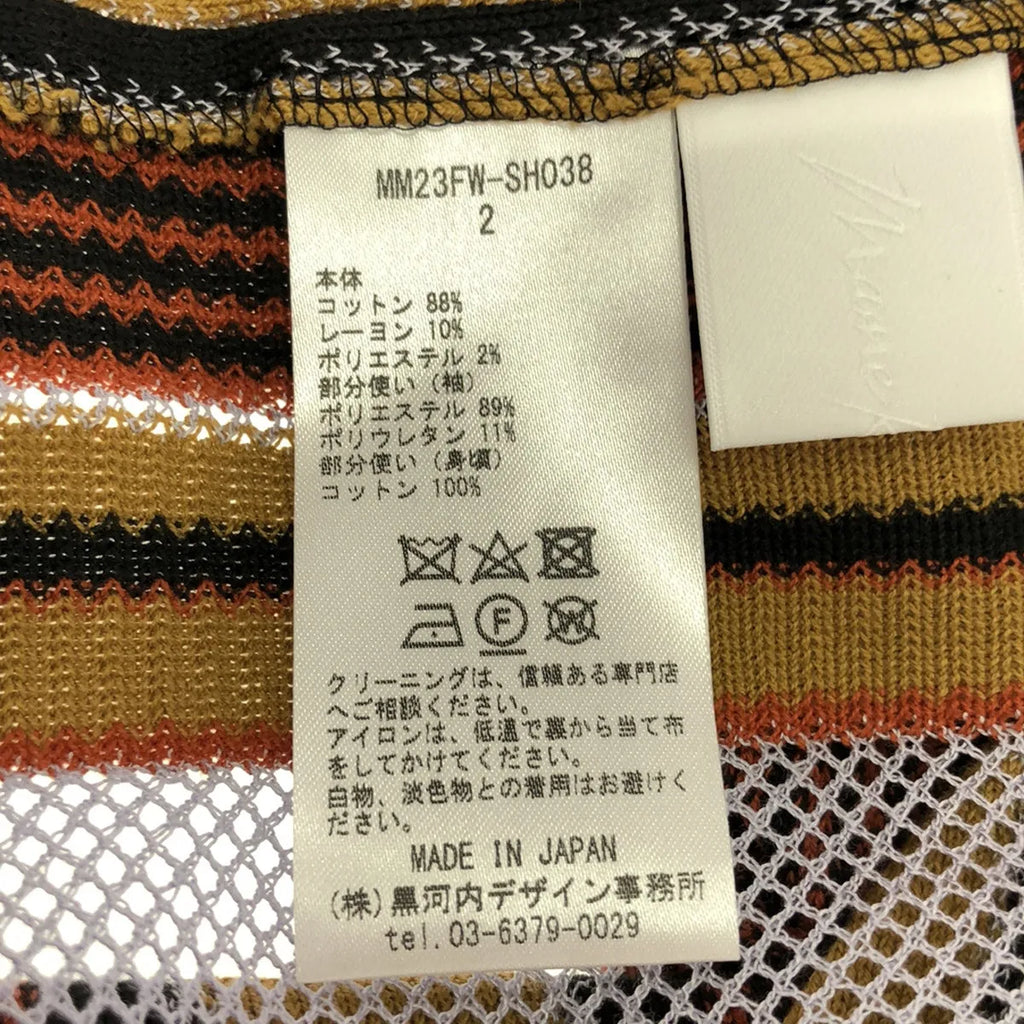 MM23FW-SH038
2
本体
コットン 88%
レーヨン 10%
ポリエステル 2%
部分使い (袖)
ポリエステル 89%
ポリウレタン 11%
部分使い (身頃)
コットン 100%
F
W
クリーニングは、信頼ある専門店
へご相談ください。
アイロンは、低温で裏から当て布
をしてかけてください。
白物、淡色物との着用はお避けく
ださい。
MADE IN JAPAN
(株)黒河内デザイン事務所
tel.03-6379-0029